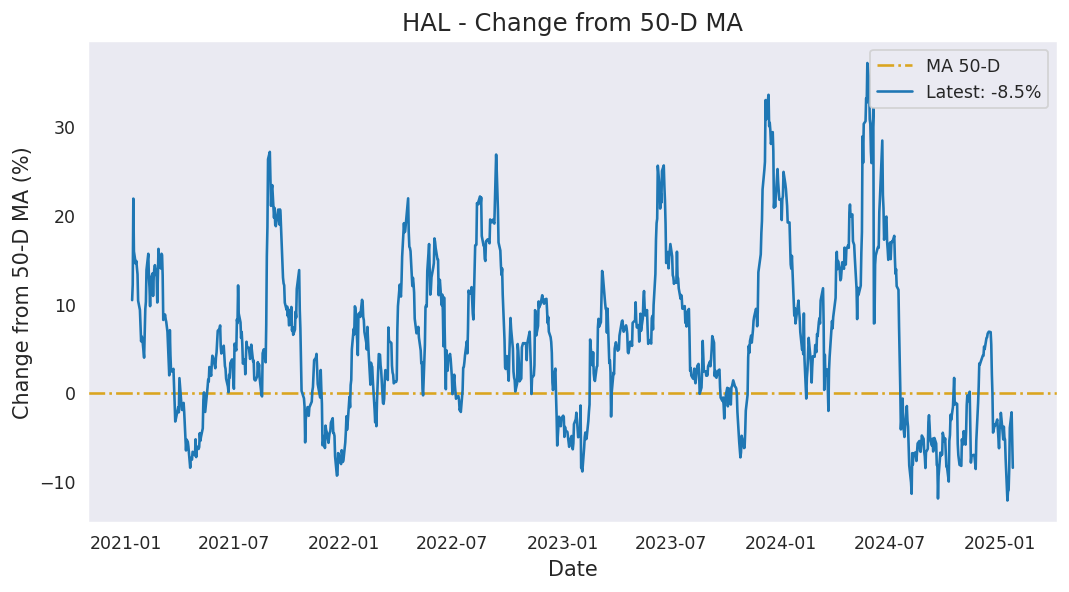 HAL - Change from 50-D MA
MA 50-D
Latest: -8.5%
Change from 50-D MA (%)
30
20
10
0
−10
2021-01 2021-07 2022-01 2022-07 2023-01 2023-07 2024-01 2024-07 2025-01
Date